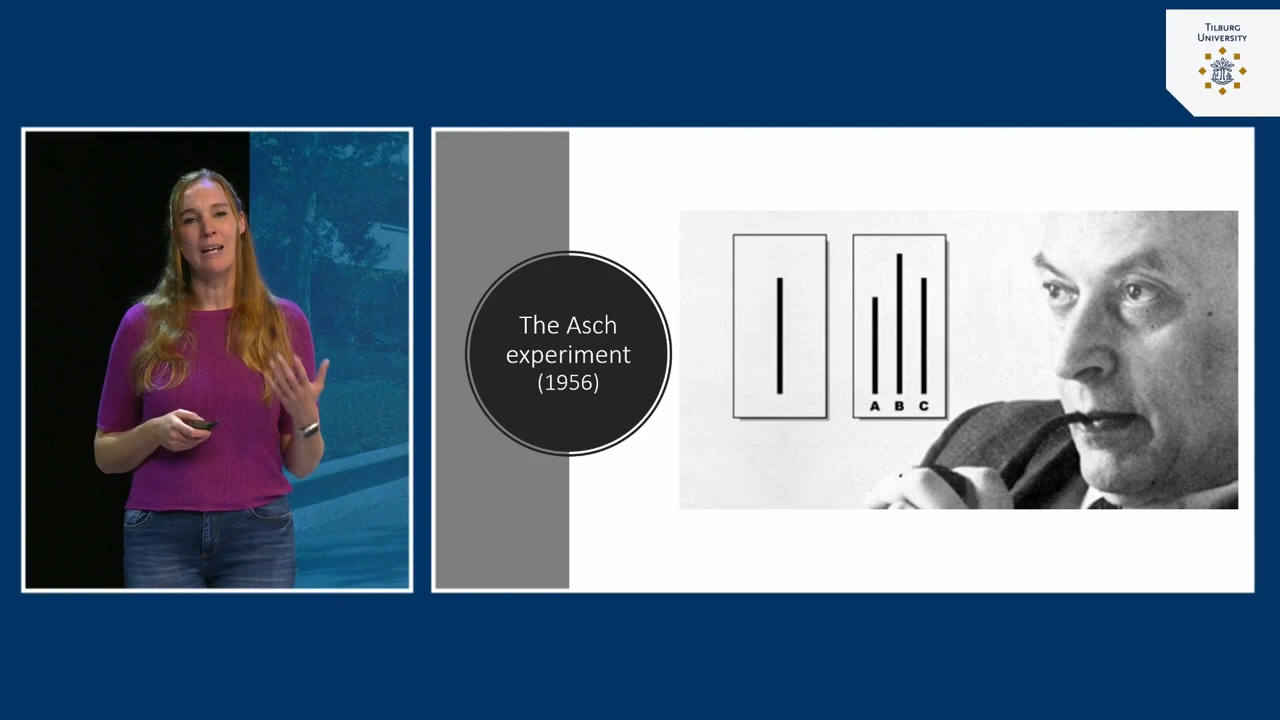 TILBURG
UNIVERSITY
The Asch
experiment
(1956)
A B C